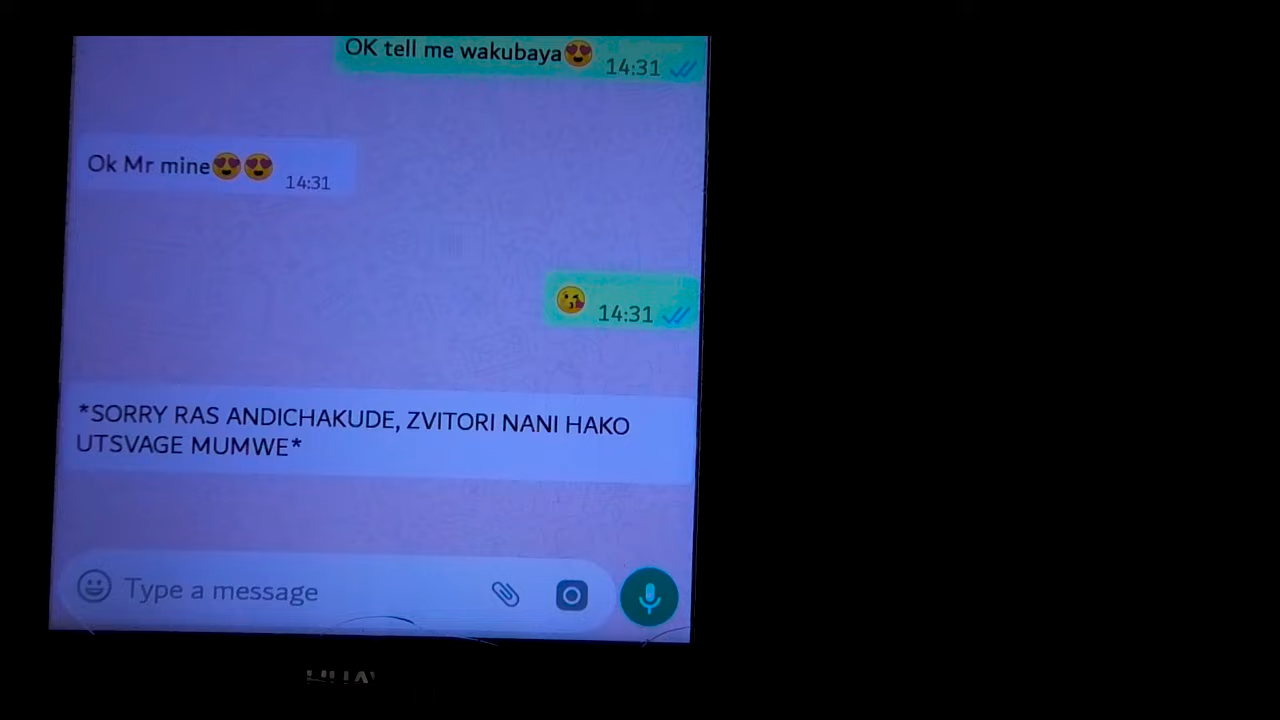 OK tell me wakubaya😍 14:31
Ok Mr mine😍😍 14:31
😘 14:31
*SORRY RAS ANDICHAKUDE, ZVITORI NANI HAKO
UTSVAGE MUMWE*
Type a message